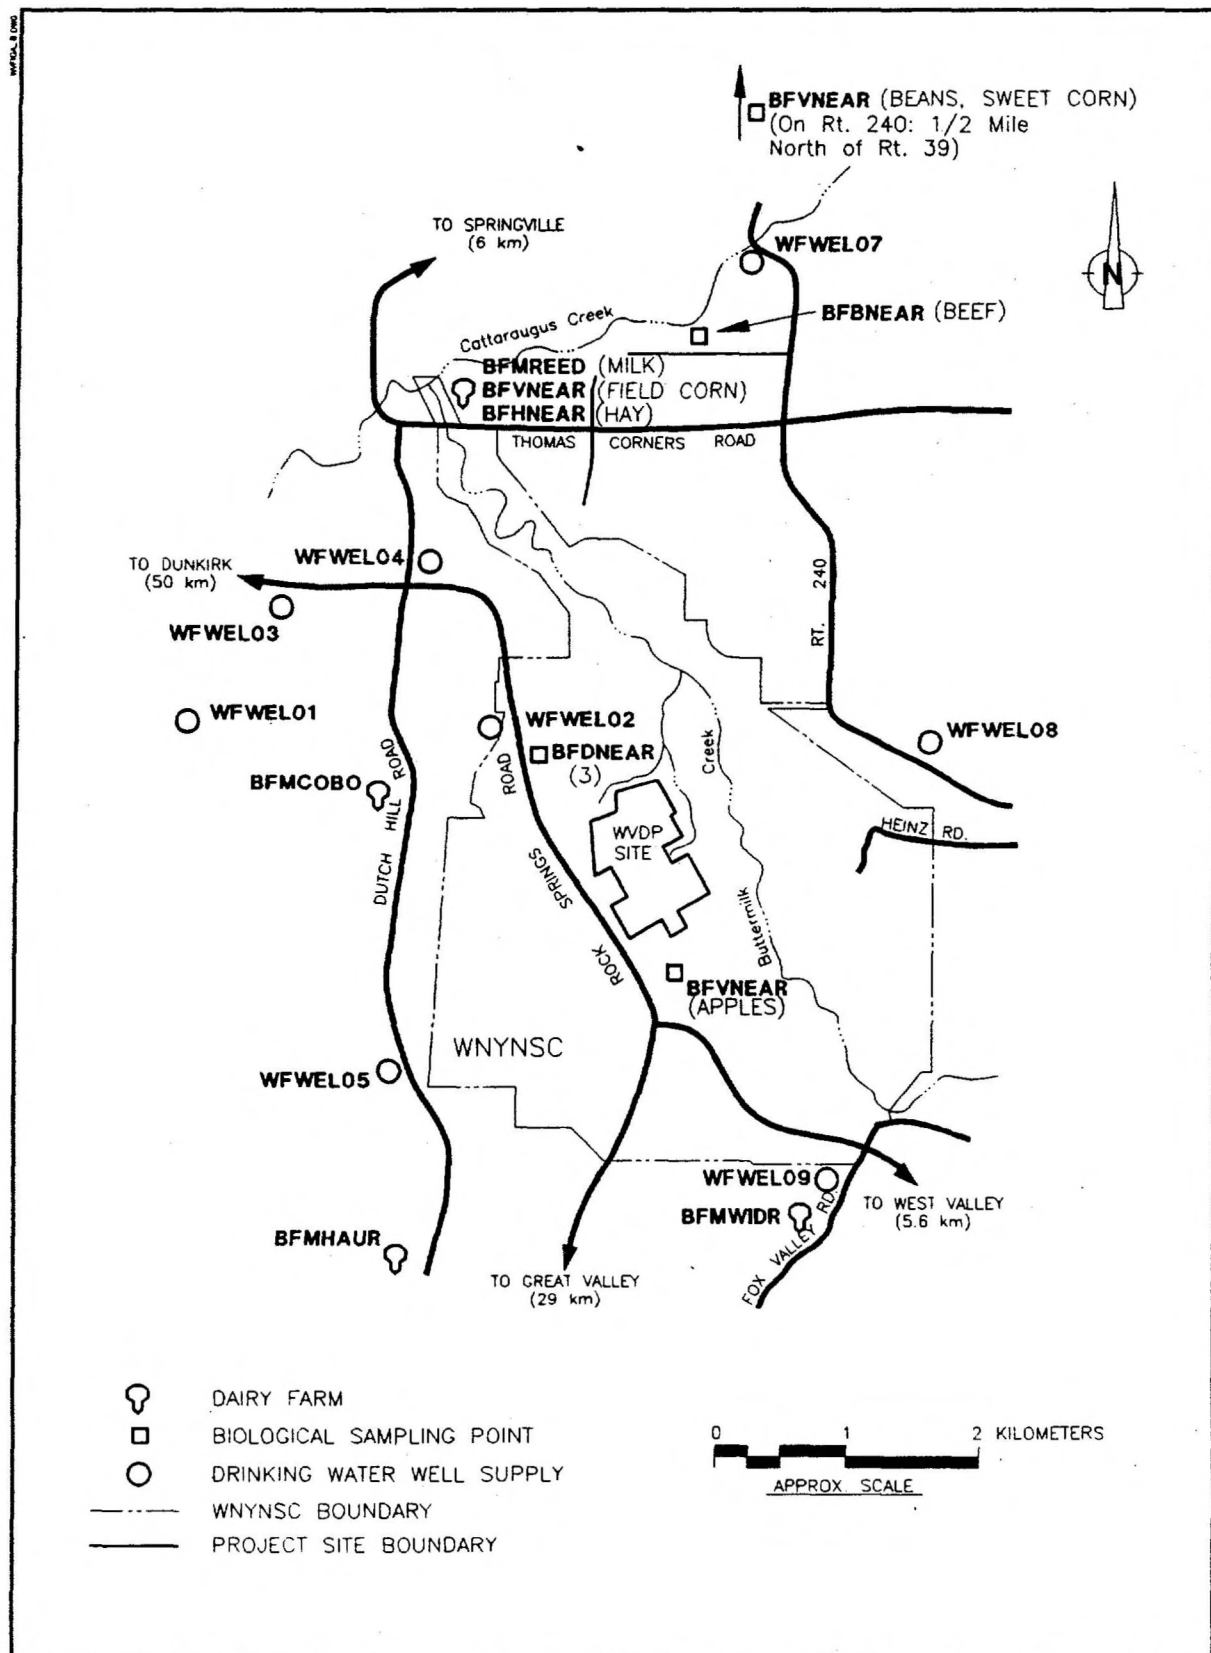 BFVNEAR (BEANS, SWEET CORN)
(On Rt. 240: 1/2 Mile
North of Rt. 39)
TO SPRINGVILLE
(6 km)
WFWEL07
N
BFBNEAR (BEEF)
Cattaraugus Creek
BFMREED (MILK)
BFVNEAR (FIELD CORN)
BFHNEAR (HAY)
THOMAS CORNERS ROAD
WFWEL04
TO DUNKIRK
(50 km)
RT. 240
WFWEL03
WFWEL01
WFWEL02
WFWEL08
BFDNEAR
(3)
BFMCOBO
DUTCH HILL ROAD
ROCK SPRINGS ROAD
Buttermilk Creek
WVDP
SITE
HEINZ RD.
BFVNEAR
(APPLES)
WNYNSC
WFWEL05
WFWEL09
BFMWIDR
TO WEST VALLEY
(5.6 km)
FOX VALLEY RD.
BFMHAUR
TO GREAT VALLEY
(29 km)
DAIRY FARM
BIOLOGICAL SAMPLING POINT
DRINKING WATER WELL SUPPLY
WNYNSC BOUNDARY
PROJECT SITE BOUNDARY
0 1 2 KILOMETERS
APPROX. SCALE